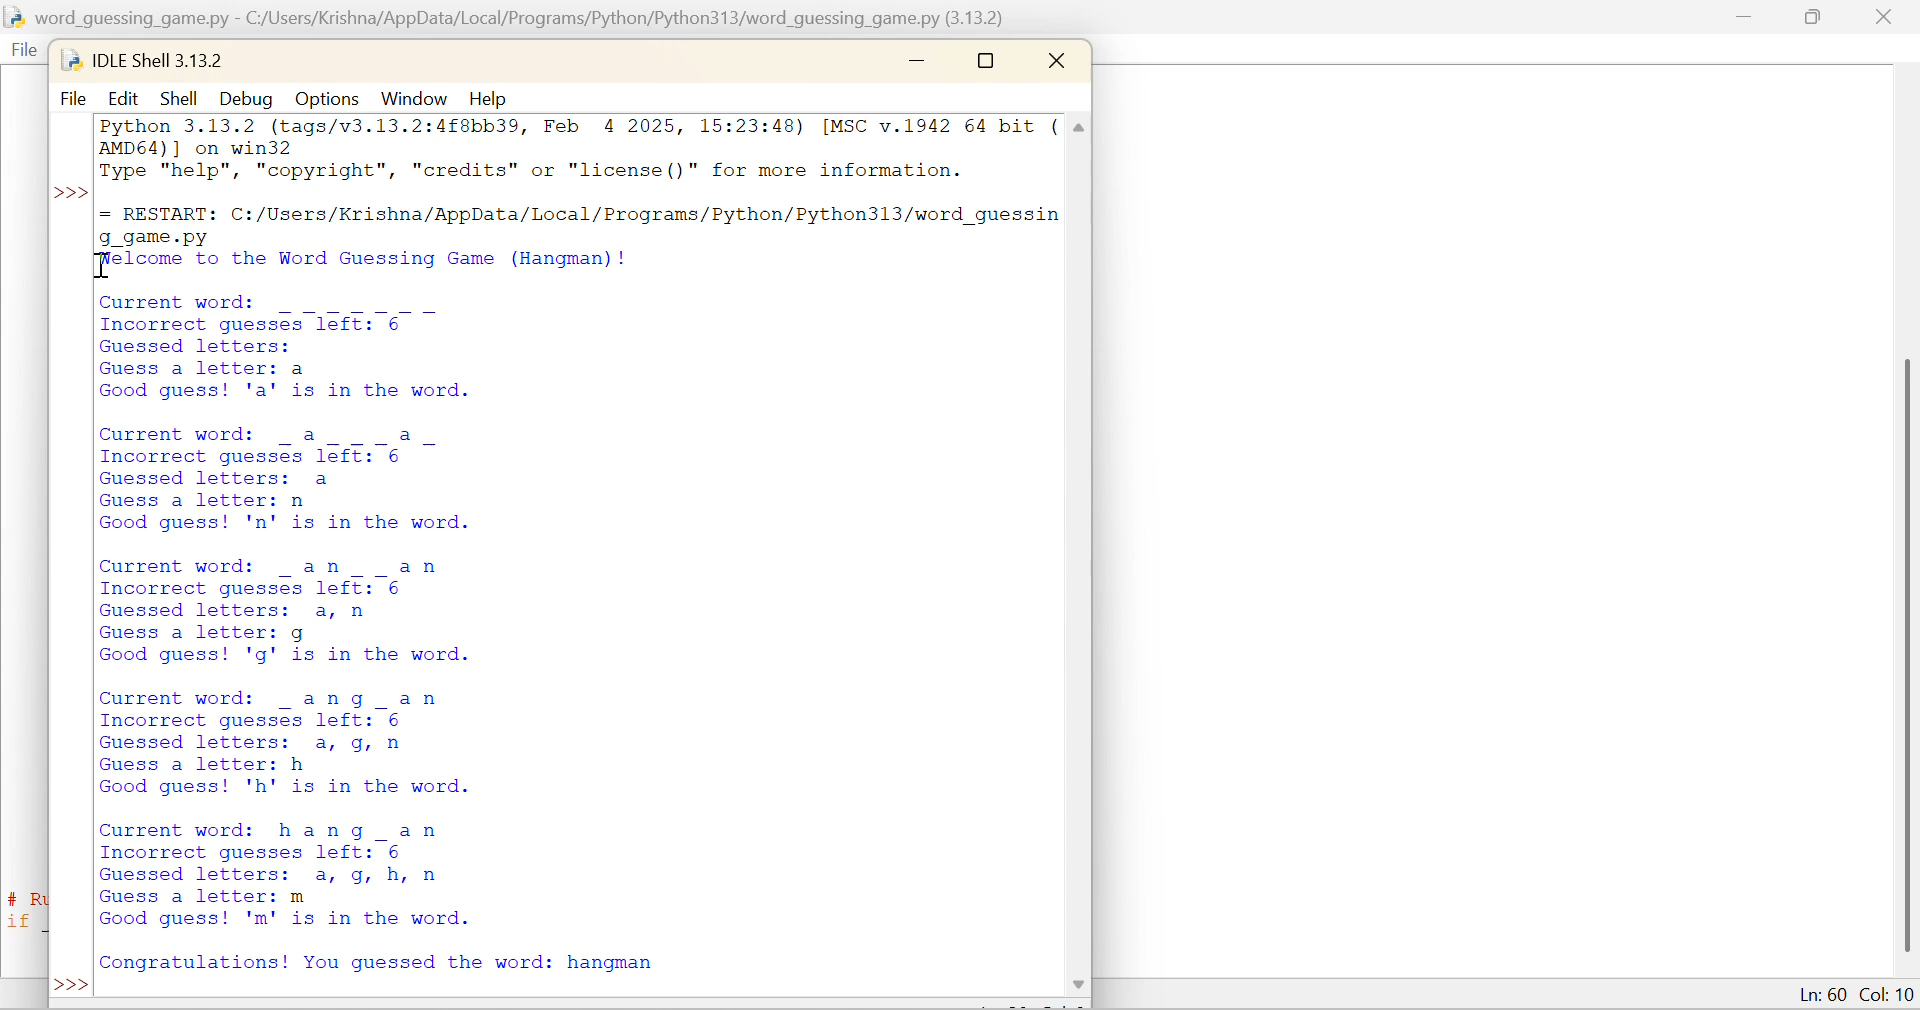 word_guessing_game.py - C:/Users/Krishna/AppData/Local/Programs/Python/Python313/word_guessing_game.py (3.13.2)
File
IDLE Shell 3.13.2
File Edit Shell Debug Options Window Help
Python 3.13.2 (tags/v3.13.2:4f8bb39, Feb  4 2025, 15:23:48) [MSC v.1942 64 bit (
AMD64)] on win32
Type "help", "copyright", "credits" or "license()" for more information.
>>>
= RESTART: C:/Users/Krishna/AppData/Local/Programs/Python/Python313/word_guessin
g_game.py
Welcome to the Word Guessing Game (Hangman)!
Current word:  _ _ _ _ _ _ _
Incorrect guesses left: 6
Guessed letters:
Guess a letter: a
Good guess! 'a' is in the word.
Current word:  _ a _ _ _ a _
Incorrect guesses left: 6
Guessed letters:  a
Guess a letter: n
Good guess! 'n' is in the word.
Current word:  _ a n _ _ a n
Incorrect guesses left: 6
Guessed letters:  a, n
Guess a letter: g
Good guess! 'g' is in the word.
Current word:  _ a n g _ a n
Incorrect guesses left: 6
Guessed letters:  a, g, n
Guess a letter: h
Good guess! 'h' is in the word.
Current word:  h a n g _ a n
Incorrect guesses left: 6
Guessed letters:  a, g, h, n
Guess a letter: m
Good guess! 'm' is in the word.
Congratulations! You guessed the word: hangman
>>>
# Ru
if _
Ln: 60 Col: 10